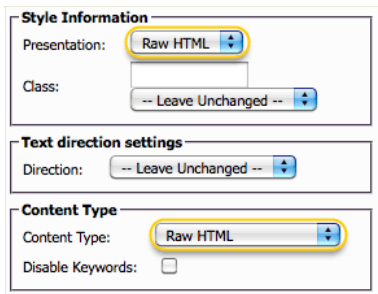 Style Information
Presentation: Raw HTML
Class:
-- Leave Unchanged --
Text direction settings
Direction: -- Leave Unchanged --
Content Type
Content Type: Raw HTML
Disable Keywords: